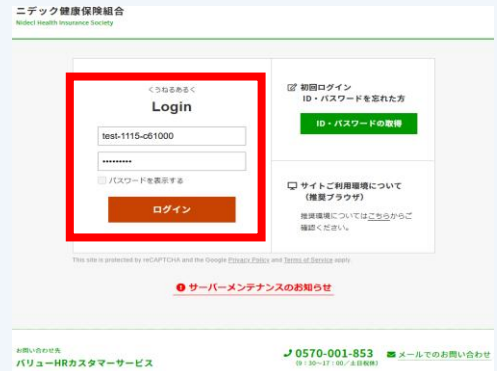 ニデック健康保険組合
Nidec Health Insurance Society
くうねるあるく
Login
test-1115-c61000
•••••••••
パスワードを表示する
ログイン
初回ログイン
ID・パスワードを忘れた方
ID・パスワードの取得
サイトご利用環境について
(推奨ブラウザ)
推奨環境についてはこちらからご
確認ください。
This site is protected by reCAPTCHA and the Google Privacy Policy and Terms of Service apply.
サーバーメンテナンスのお知らせ
お問い合わせ先
バリューHRカスタマーサービス
0570-001-853
(9:30~17:00/土日祝休)
メールでのお問い合わせ